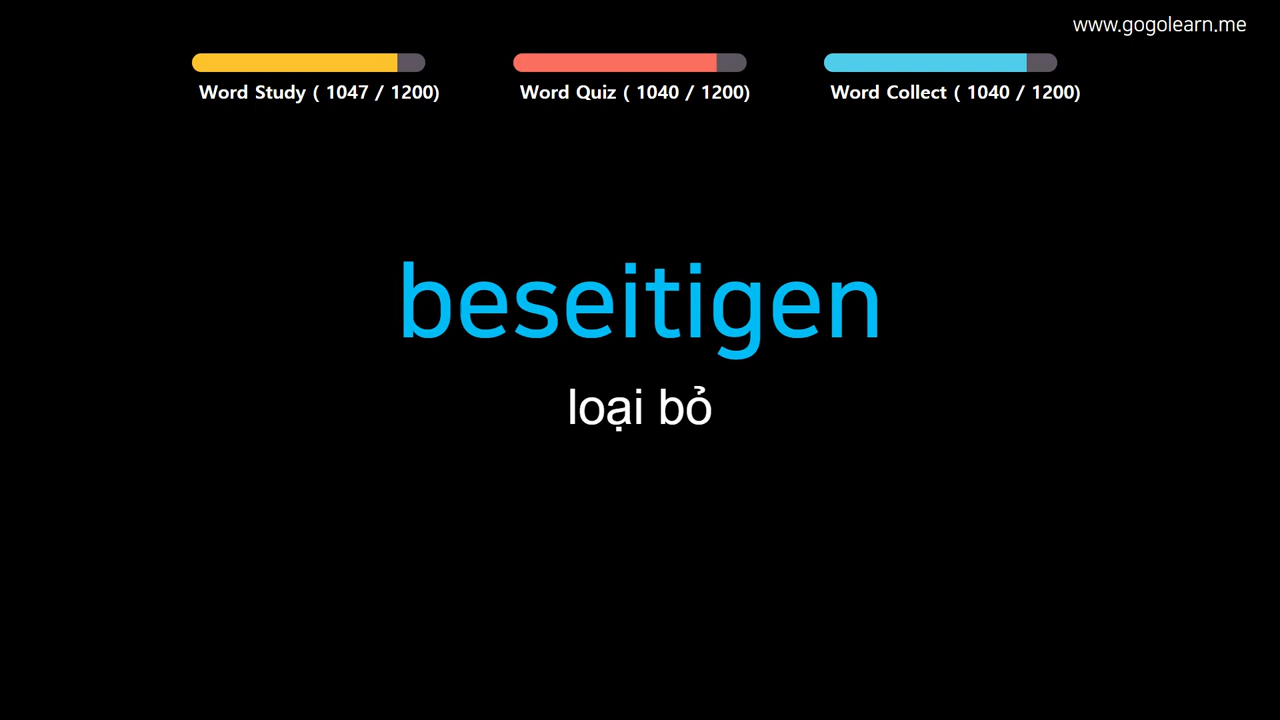 www.gogolearn.me
Word Study ( 1047 / 1200)
Word Quiz ( 1040 / 1200)
Word Collect ( 1040 / 1200)
beseitigen
loại bỏ